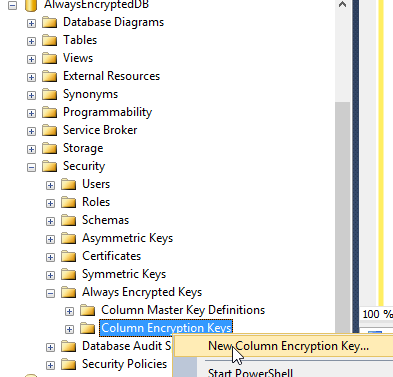 AlwaysEncryptedDB
Database Diagrams
Tables
Views
External Resources
Synonyms
Programmability
Service Broker
Storage
Security
Users
Roles
Schemas
Asymmetric Keys
Certificates
Symmetric Keys
Always Encrypted Keys
Column Master Key Definitions
100 %
Column Encryption Keys
Database Audit S
New Column Encryption Key...
Security Policies
Start PowerShell